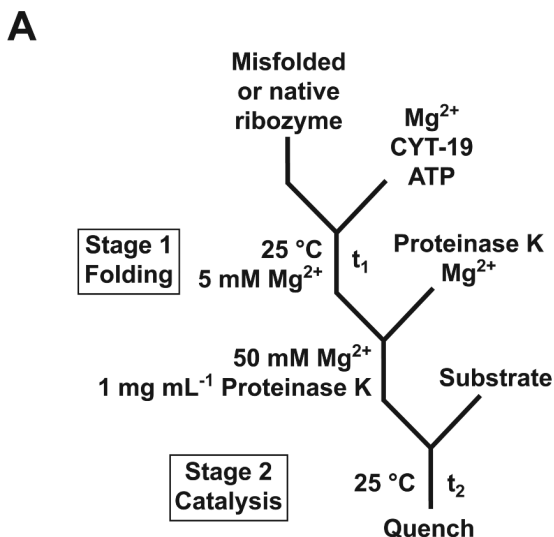 A
Misfolded
or native
ribozyme
Mg²⁺
CYT-19
ATP
Stage 1
Folding
25 °C
5 mM Mg²⁺
t₁
Proteinase K
Mg²⁺
50 mM Mg²⁺
1 mg mL⁻¹ Proteinase K
Substrate
Stage 2
Catalysis
25 °C
t₂
Quench